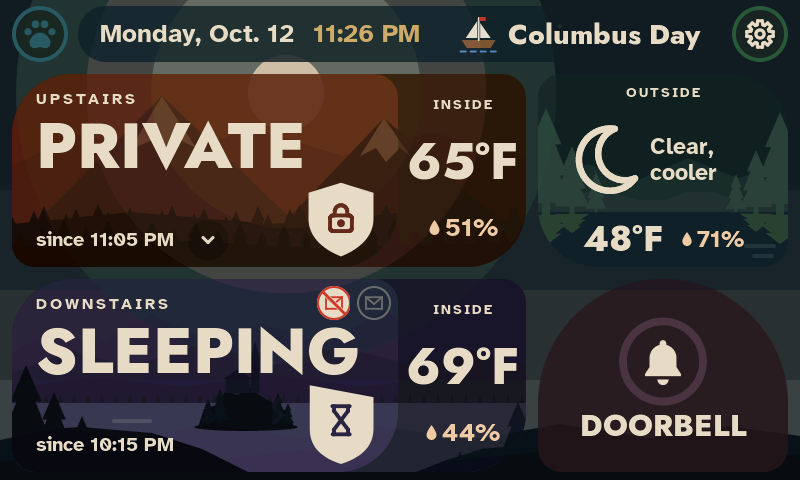 Monday, Oct. 12 11:26 PM Columbus Day
UPSTAIRS
PRIVATE
since 11:05 PM
INSIDE
65°F
51%
OUTSIDE
Clear,
cooler
48°F 71%
DOWNSTAIRS
SLEEPING
since 10:15 PM
INSIDE
69°F
44%
DOORBELL